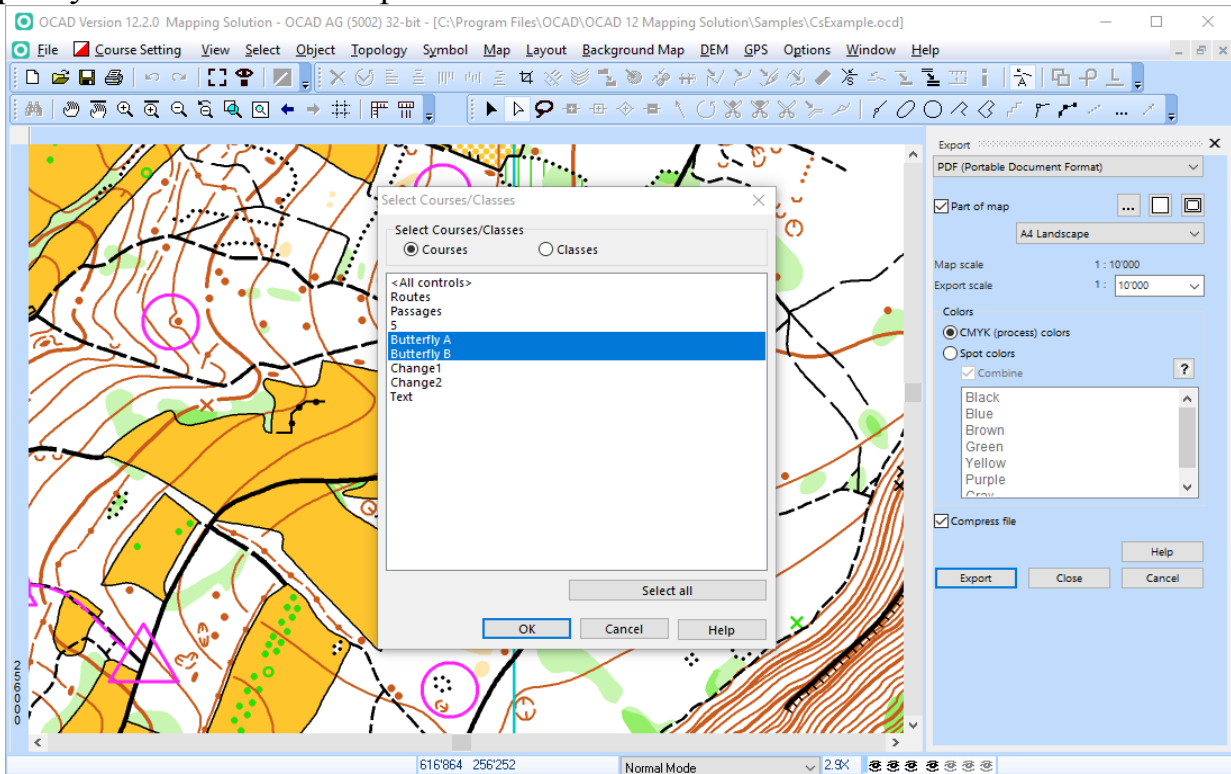 OCAD Version 12.2.0 Mapping Solution - OCAD AG (5002) 32-bit - [C:\Program Files\OCAD\OCAD 12 Mapping Solution\Samples\CsExample.ocd]
File Course Setting View Select Object Topology Symbol Map Layout Background Map DEM GPS Options Window Help
Select Courses/Classes
Select Courses/Classes
Courses Classes
<All controls>
Routes
Passages
5
Butterfly A
Butterfly B
Change1
Change2
Text
Select all
OK Cancel Help
Export
PDF (Portable Document Format)
Part of map ...
A4 Landscape
Map scale 1 : 10'000
Export scale 1 : 10'000
Colors
CMYK (process) colors
Spot colors
Combine ?
Black
Blue
Brown
Green
Yellow
Purple
Gray
Compress file
Help
Export Close Cancel
256000
616'864 256'252 Normal Mode 2.9X